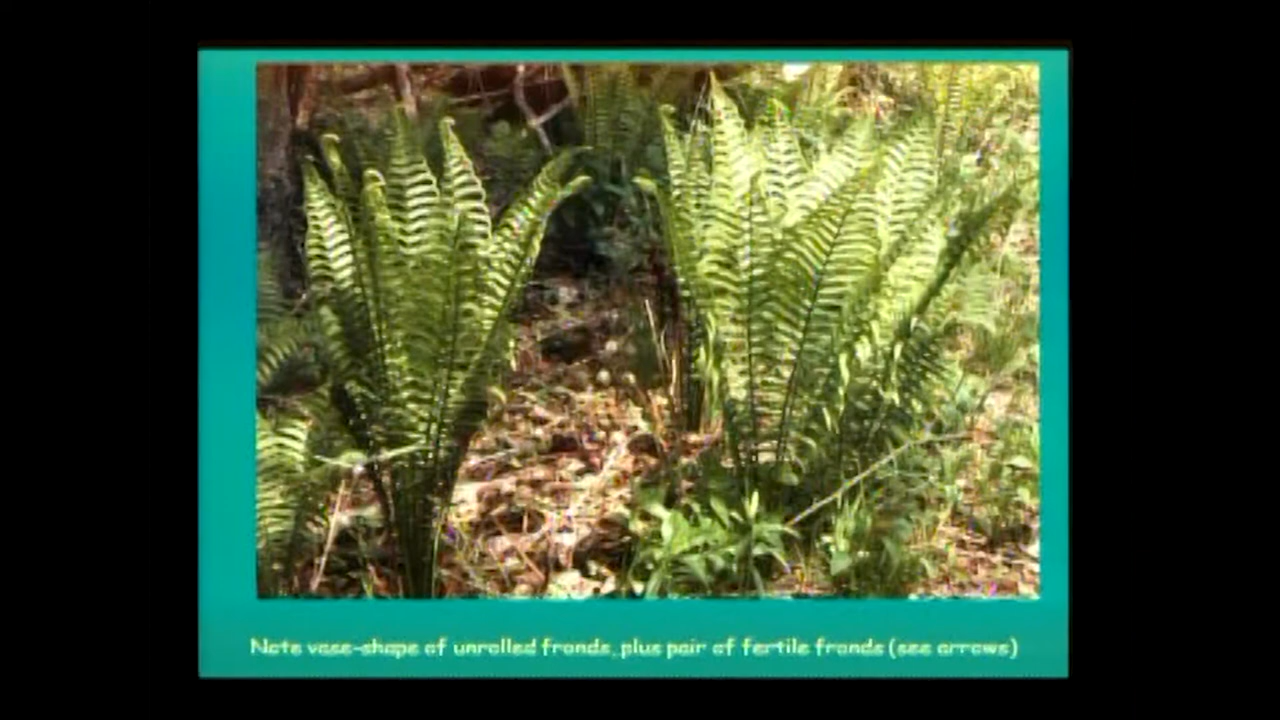 Note vase-shape of unrolled fronds, plus pair of fertile fronds (see arrows)